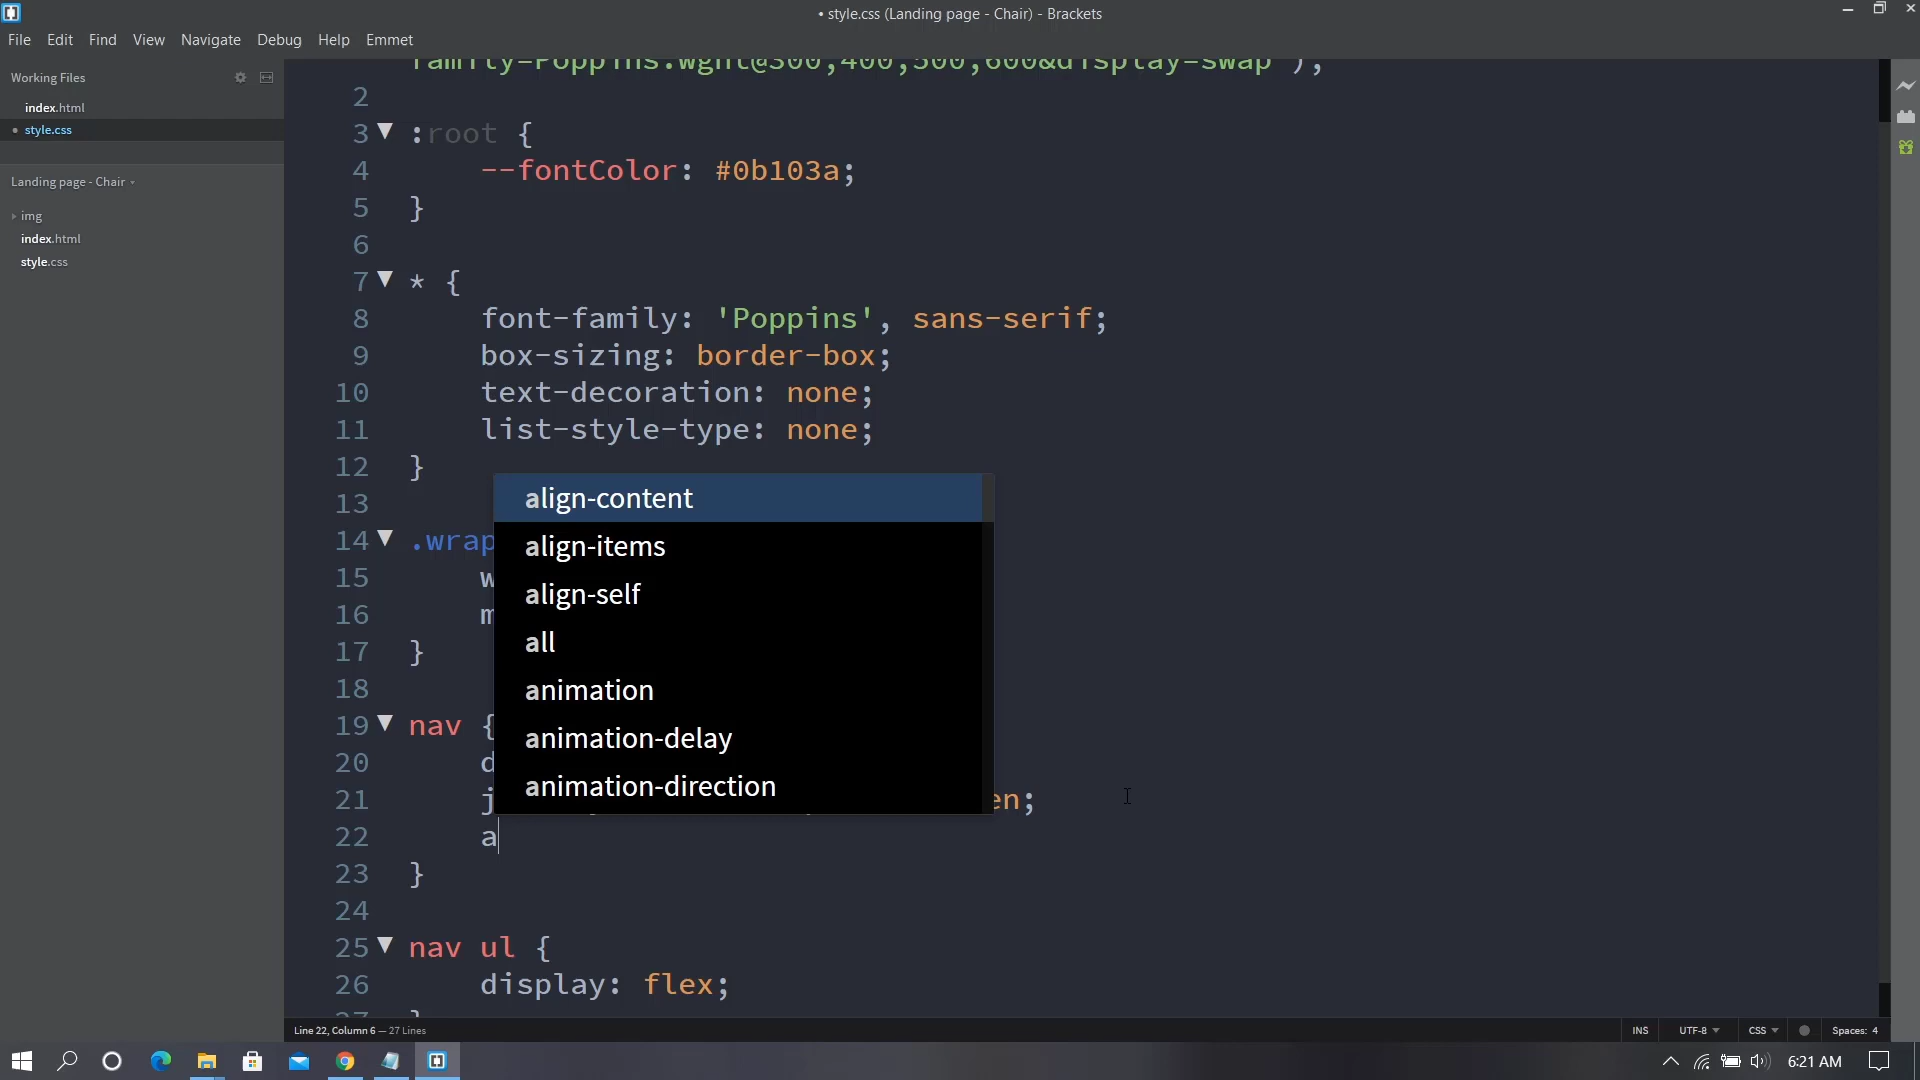 • style.css (Landing page - Chair) - Brackets
File Edit Find View Navigate Debug Help Emmet
Working Files
index.html
• style.css
Landing page - Chair
img
index.html
style.css
family=Poppins:wght@300;400;500;600&display=swap');
2
3 :root {
4 --fontColor: #0b103a;
5 }
6
7 * {
8 font-family: 'Poppins', sans-serif;
9 box-sizing: border-box;
10 text-decoration: none;
11 list-style-type: none;
12 }
13
14 .wrap
15 w
16 m
17 }
18
19 nav {
20 d
21 j en;
22 a
23 }
24
25 nav ul {
26 display: flex;
27 }
align-content
align-items
align-self
all
animation
animation-delay
animation-direction
Line 22, Column 6 — 27 Lines
INS UTF-8 CSS Spaces: 4
6:21 AM